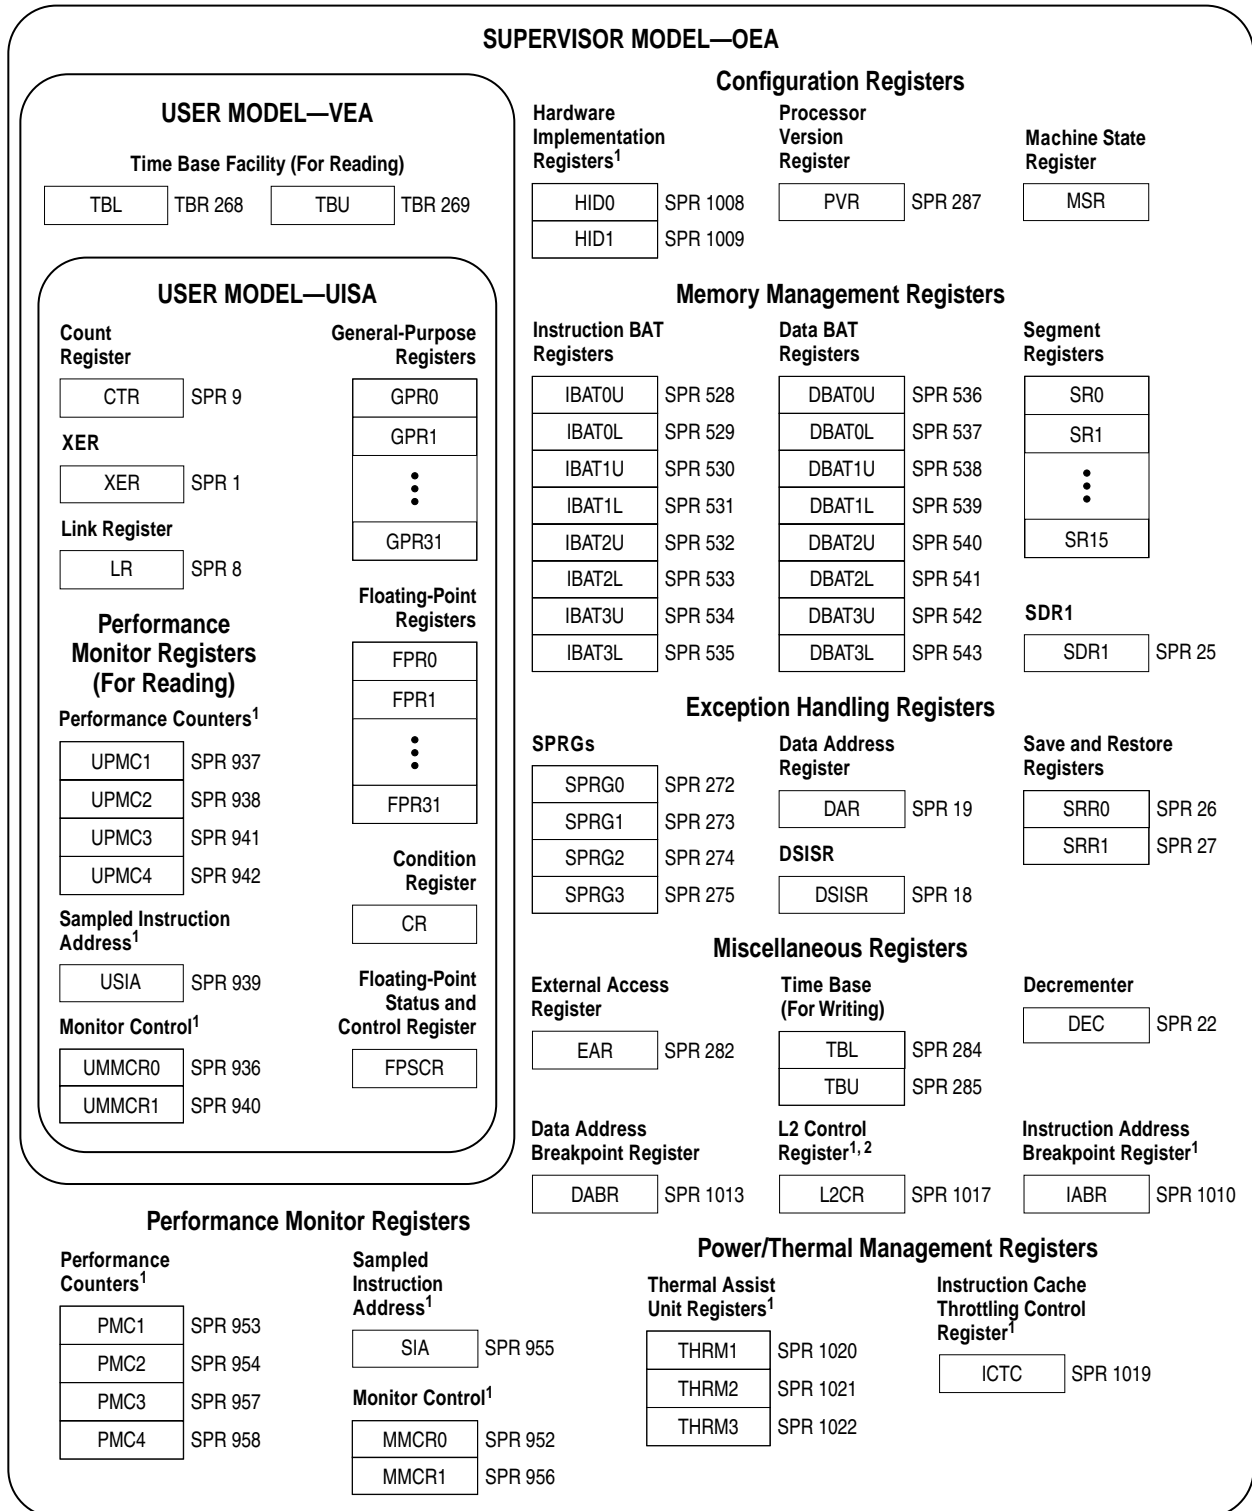 SUPERVISOR MODEL—OEA
USER MODEL—VEA
Time Base Facility (For Reading)
TBL TBR 268 TBU TBR 269
USER MODEL—UISA
Count
Register
CTR SPR 9
XER
XER SPR 1
Link Register
LR SPR 8
Performance
Monitor Registers
(For Reading)
Performance Counters1
UPMC1 SPR 937
UPMC2 SPR 938
UPMC3 SPR 941
UPMC4 SPR 942
Sampled Instruction
Address1
USIA SPR 939
Monitor Control1
UMMCR0 SPR 936
UMMCR1 SPR 940
General-Purpose
Registers
GPR0
GPR1
GPR31
Floating-Point
Registers
FPR0
FPR1
FPR31
Condition
Register
CR
Floating-Point
Status and
Control Register
FPSCR
Configuration Registers
Hardware
Implementation
Registers1
HID0 SPR 1008
HID1 SPR 1009
Processor
Version
Register
PVR SPR 287
Machine State
Register
MSR
Memory Management Registers
Instruction BAT
Registers
IBAT0U SPR 528
IBAT0L SPR 529
IBAT1U SPR 530
IBAT1L SPR 531
IBAT2U SPR 532
IBAT2L SPR 533
IBAT3U SPR 534
IBAT3L SPR 535
Data BAT
Registers
DBAT0U SPR 536
DBAT0L SPR 537
DBAT1U SPR 538
DBAT1L SPR 539
DBAT2U SPR 540
DBAT2L SPR 541
DBAT3U SPR 542
DBAT3L SPR 543
Segment
Registers
SR0
SR1
SR15
SDR1
SDR1 SPR 25
Exception Handling Registers
SPRGs
SPRG0 SPR 272
SPRG1 SPR 273
SPRG2 SPR 274
SPRG3 SPR 275
Data Address
Register
DAR SPR 19
DSISR
DSISR SPR 18
Save and Restore
Registers
SRR0 SPR 26
SRR1 SPR 27
Miscellaneous Registers
External Access
Register
EAR SPR 282
Time Base
(For Writing)
TBL SPR 284
TBU SPR 285
Decrementer
DEC SPR 22
Data Address
Breakpoint Register
DABR SPR 1013
L2 Control
Register1, 2
L2CR SPR 1017
Instruction Address
Breakpoint Register1
IABR SPR 1010
Performance Monitor Registers
Performance
Counters1
PMC1 SPR 953
PMC2 SPR 954
PMC3 SPR 957
PMC4 SPR 958
Sampled
Instruction
Address1
SIA SPR 955
Monitor Control1
MMCR0 SPR 952
MMCR1 SPR 956
Power/Thermal Management Registers
Thermal Assist
Unit Registers1
THRM1 SPR 1020
THRM2 SPR 1021
THRM3 SPR 1022
Instruction Cache
Throttling Control
Register1
ICTC SPR 1019